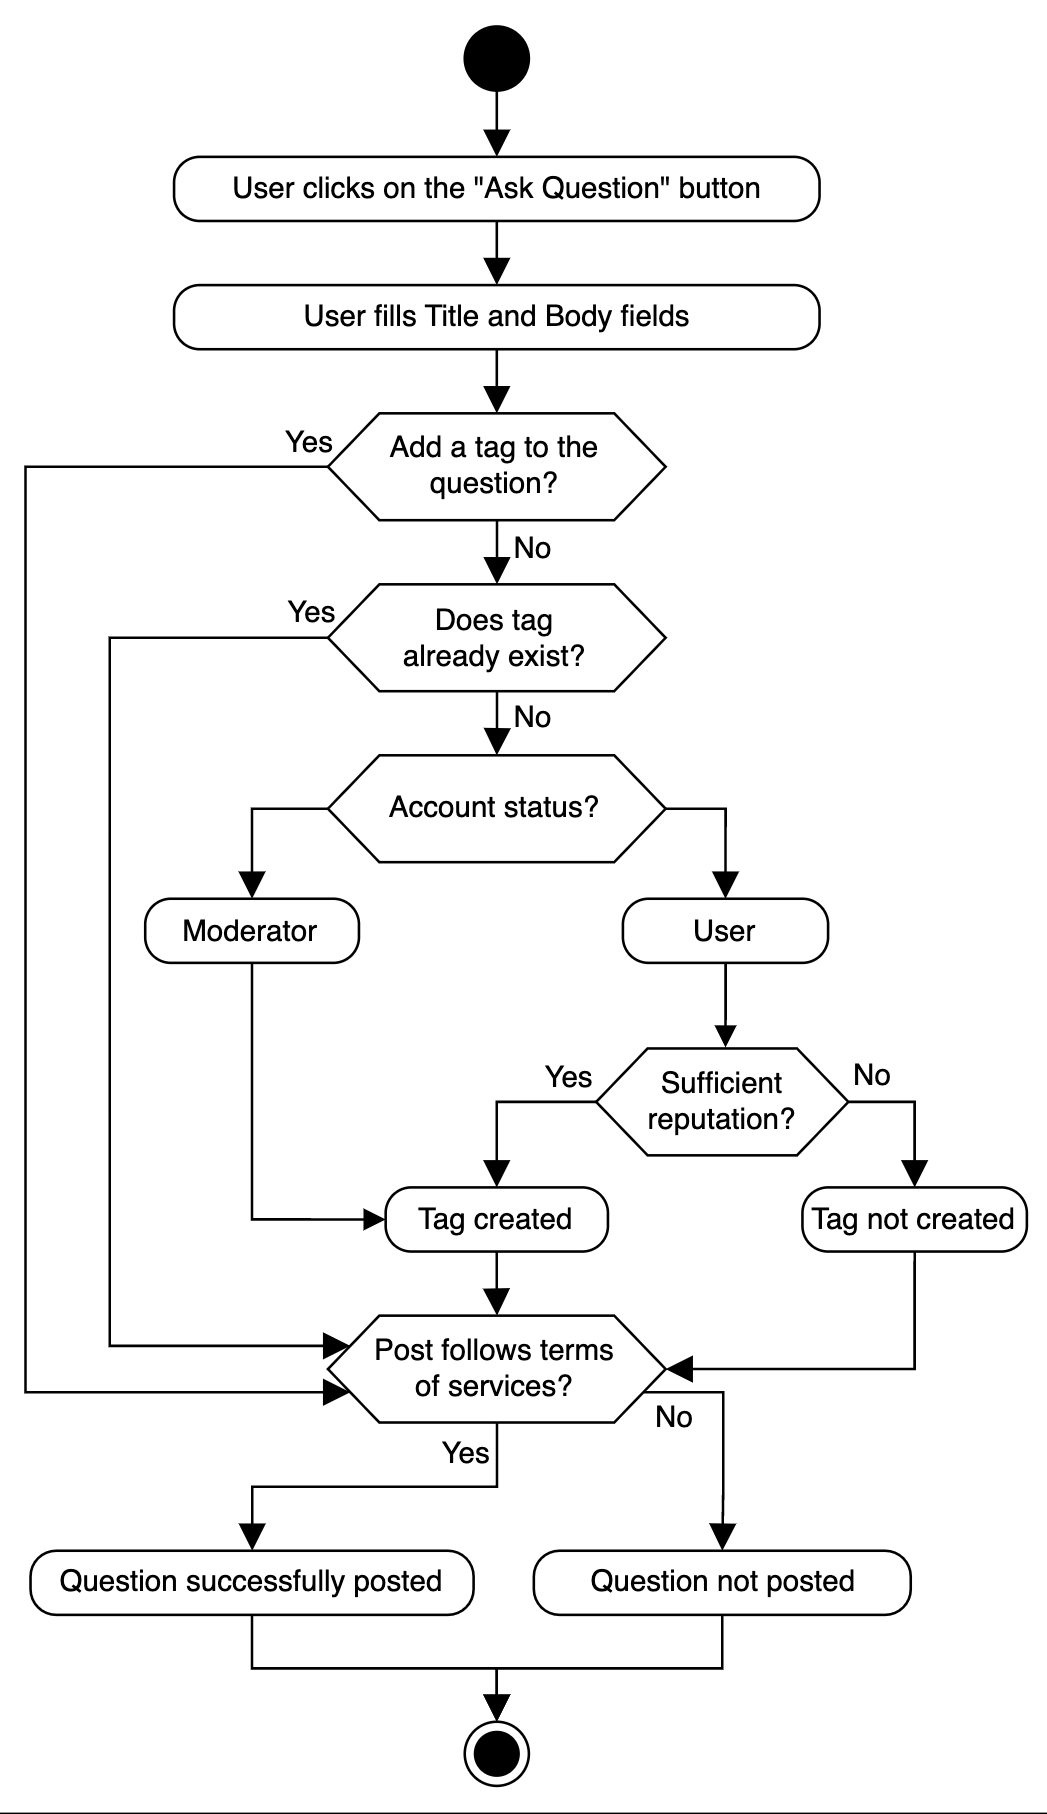 User clicks on the "Ask Question" button
User fills Title and Body fields
Yes
Add a tag to the
question?
No
Yes
Does tag
already exist?
No
Account status?
Moderator
User
Yes
Sufficient
reputation?
No
Tag created
Tag not created
Post follows terms
of services?
No
Yes
Question successfully posted
Question not posted